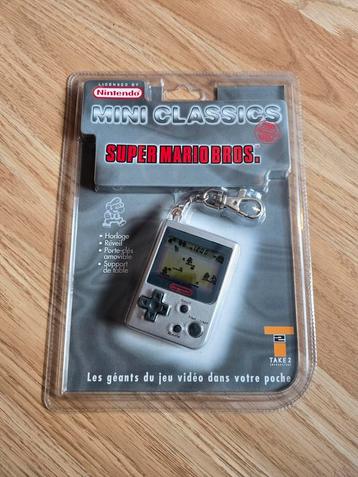 LICENSED BY
Nintendo
MINI CLASSICS
SUPER MARIO BROS.
• Horloge
• Réveil
• Porte-clés
amovible
• Support
de table
Nintendo
T2
TAKE 2
Les géants du jeu vidéo dans votre poche